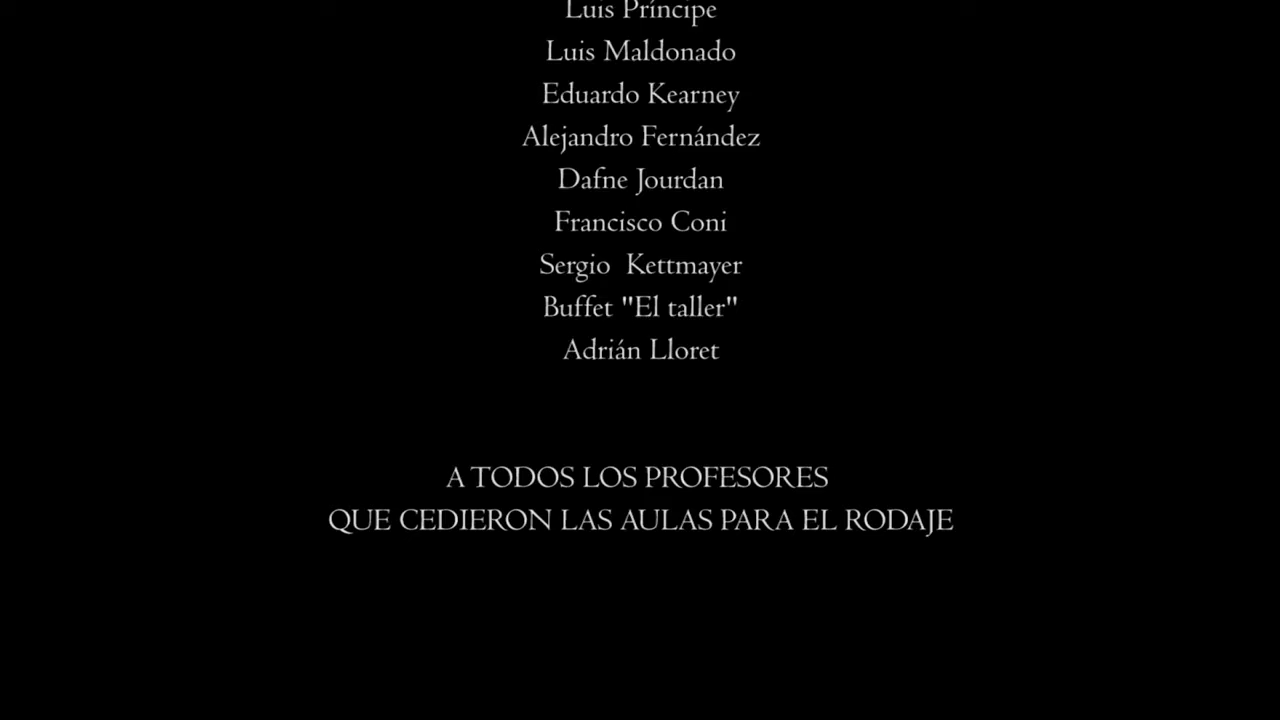 Luis Príncipe
Luis Maldonado
Eduardo Kearney
Alejandro Fernández
Dafne Jourdan
Francisco Coni
Sergio  Kettmayer
Buffet "El taller"
Adrián Lloret
A TODOS LOS PROFESORES
QUE CEDIERON LAS AULAS PARA EL RODAJE